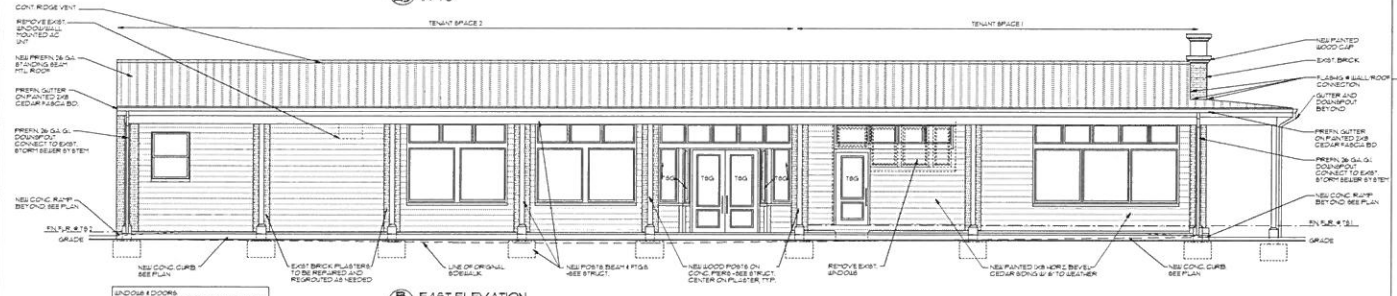 CONT. RIDGE VENT
TENANT SPACE 2
TENANT SPACE 1
REMOVE EXIST.
WINDOW/WALL
MOUNTED AC
UNIT
NEW PREFIN. 26 GA.
STANDING SEAM
MTL ROOF
PREFIN. GUTTER
ON PAINTED 2X8
CEDAR FASCIA BD.
PREFIN. 26 GA. G.I.
DOWNSPOUT
CONNECT TO EXIST.
STORM SEWER SYSTEM
NEW CONC. RAMP
BEYOND. SEE PLAN
FIN. FLR.
GRADE
NEW PAINTED
WOOD CAP
EXIST. BRICK
FLASHING @ WALL/ROOF
CONNECTION
GUTTER AND
DOWNSPOUT
BEYOND
PREFIN. GUTTER
ON PAINTED 2X8
CEDAR FASCIA BD.
PREFIN. 26 GA. G.I.
DOWNSPOUT
CONNECT TO EXIST.
STORM SEWER SYSTEM
NEW CONC. RAMP
BEYOND. SEE PLAN
FIN. FLR.
GRADE
TSG
TSG
TSG
TSG
TSG
NEW CONC. CURB.
SEE PLAN
EXIST BRICK PILASTERS
TO BE REPAIRED AND
REGROUTED AS NEEDED
LINE OF ORIGINAL
SIDEWALK
NEW POSTS, BEAM & FTGS.
-SEE STRUCT.
NEW WOOD POSTS ON
CONC. PIERS -SEE STRUCT.
CENTER ON PILASTER, TYP.
REMOVE EXIST.
WINDOWS
NEW PAINTED 1X8 HORIZ. BEVEL
CEDAR SIDING W/ 6" TO WEATHER
NEW CONC. CURB.
SEE PLAN
WINDOWS & DOORS
B EAST ELEVATION